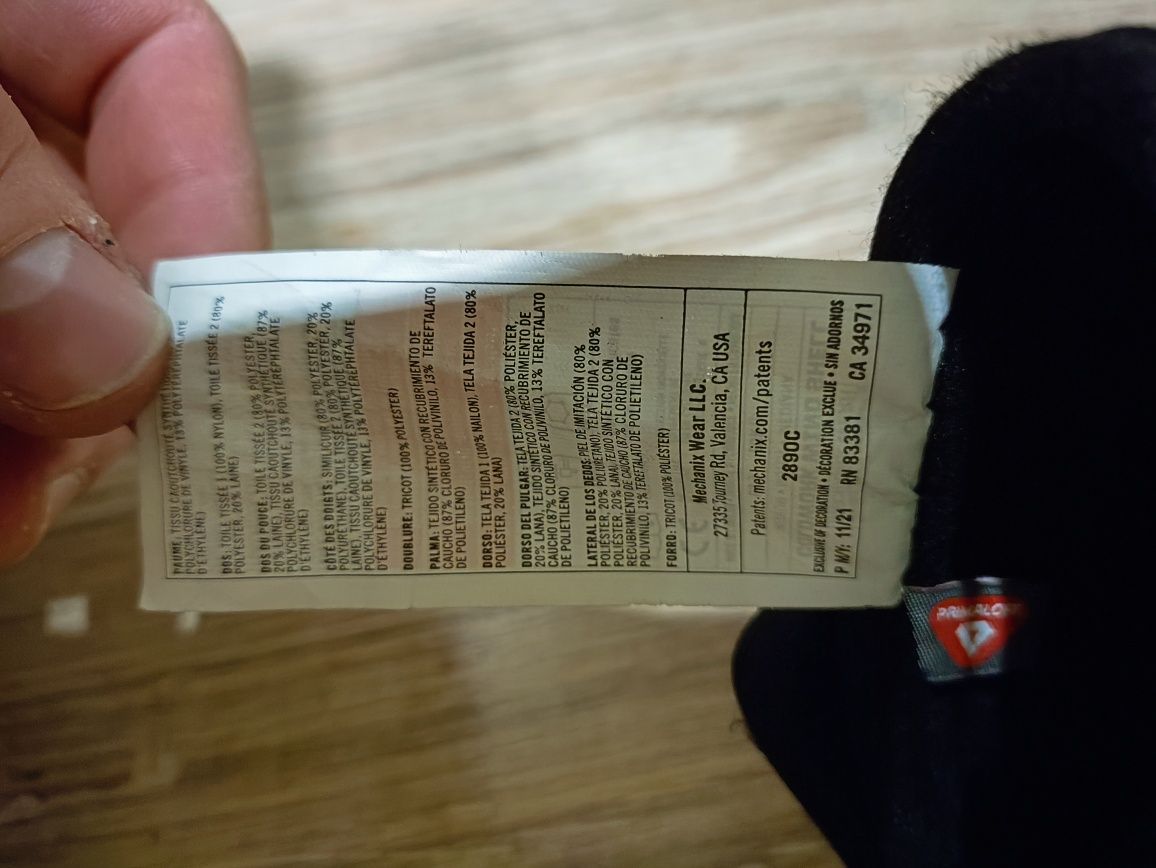 PAUME: TISSU CAOUTCHOUTÉ SYNTHÉTIQUE (87%
POLYCHLORURE DE VINYLE, 13% POLYTÉRÉPHTALATE
D'ÉTHYLÈNE)
DOS: TOILE TISSÉE 1 (100% NYLON), TOILE TISSÉE 2 (80%
POLYESTER, 20% LAINE)
DOS DU POUCE: TOILE TISSÉE 2 (80% POLYESTER,
20% LAINE) TISSU CAOUTCHOUTÉ SYNTHÉTIQUE (87%
POLYCHLORURE DE VINYLE, 13% POLYTÉRÉPHTALATE
D'ÉTHYLÈNE)
CÔTÉ DES DOIGTS: SIMILICUIR (80% POLYESTER, 20%
POLYURÉTHANE) TOILE TISSÉE 2 (80% POLYESTER, 20%
LAINE), TISSU CAOUTCHOUTÉ SYNTHÉTIQUE (87%
POLYCHLORURE DE VINYLE, 13% POLYTÉRÉPHTALATE
D'ÉTHYLÈNE)
DOUBLURE: TRICOT (100% POLYESTER)
PALMA: TEJIDO SINTÉTICO CON RECUBRIMIENTO DE
CAUCHO (87% CLORURO DE POLIVINILO, 13% TEREFTALATO
DE POLIETILENO)
DORSO: TELA TEJIDA 1 (100% NAILON), TELA TEJIDA 2 (80%
POLIÉSTER, 20% LANA)
DORSO DEL PULGAR: TELA TEJIDA 2 (80% POLIÉSTER,
20% LANA), TEJIDO SINTÉTICO CON RECUBRIMIENTO DE
CAUCHO (87% CLORURO DE POLIVINILO, 13% TEREFTALATO
DE POLIETILENO)
LATERAL DE LOS DEDOS: PIEL DE IMITACIÓN (80%
POLIÉSTER, 20% POLIURETANO), TELA TEJIDA 2 (80%
POLIÉSTER, 20% LANA) TEJIDO SINTÉTICO CON
RECUBRIMIENTO DE CAUCHO (87% CLORURO DE
POLIVINILO, 13% TEREFTALATO DE POLIETILENO)
FORRO: TRICOT (100% POLIÉSTER)
Mechanix Wear LLC.
27335 Tourney Rd, Valencia, CA USA
Patents: mechanix.com/patents
2890C
EXCLUSIVE OF DECORATION • DÉCORATION EXCLUE • SIN ADORNOS
P M/Y: 11/21 RN 83381 CA 34971
PRIMALOFT